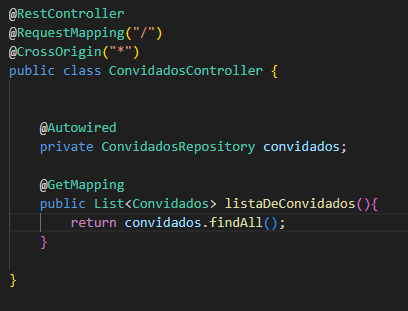 @RestController
@RequestMapping("/")
@CrossOrigin("*")
public class ConvidadosController {
@Autowired
private ConvidadosRepository convidados;
@GetMapping
public List<Convidados> listaDeConvidados(){
return convidados.findAll();
}
}